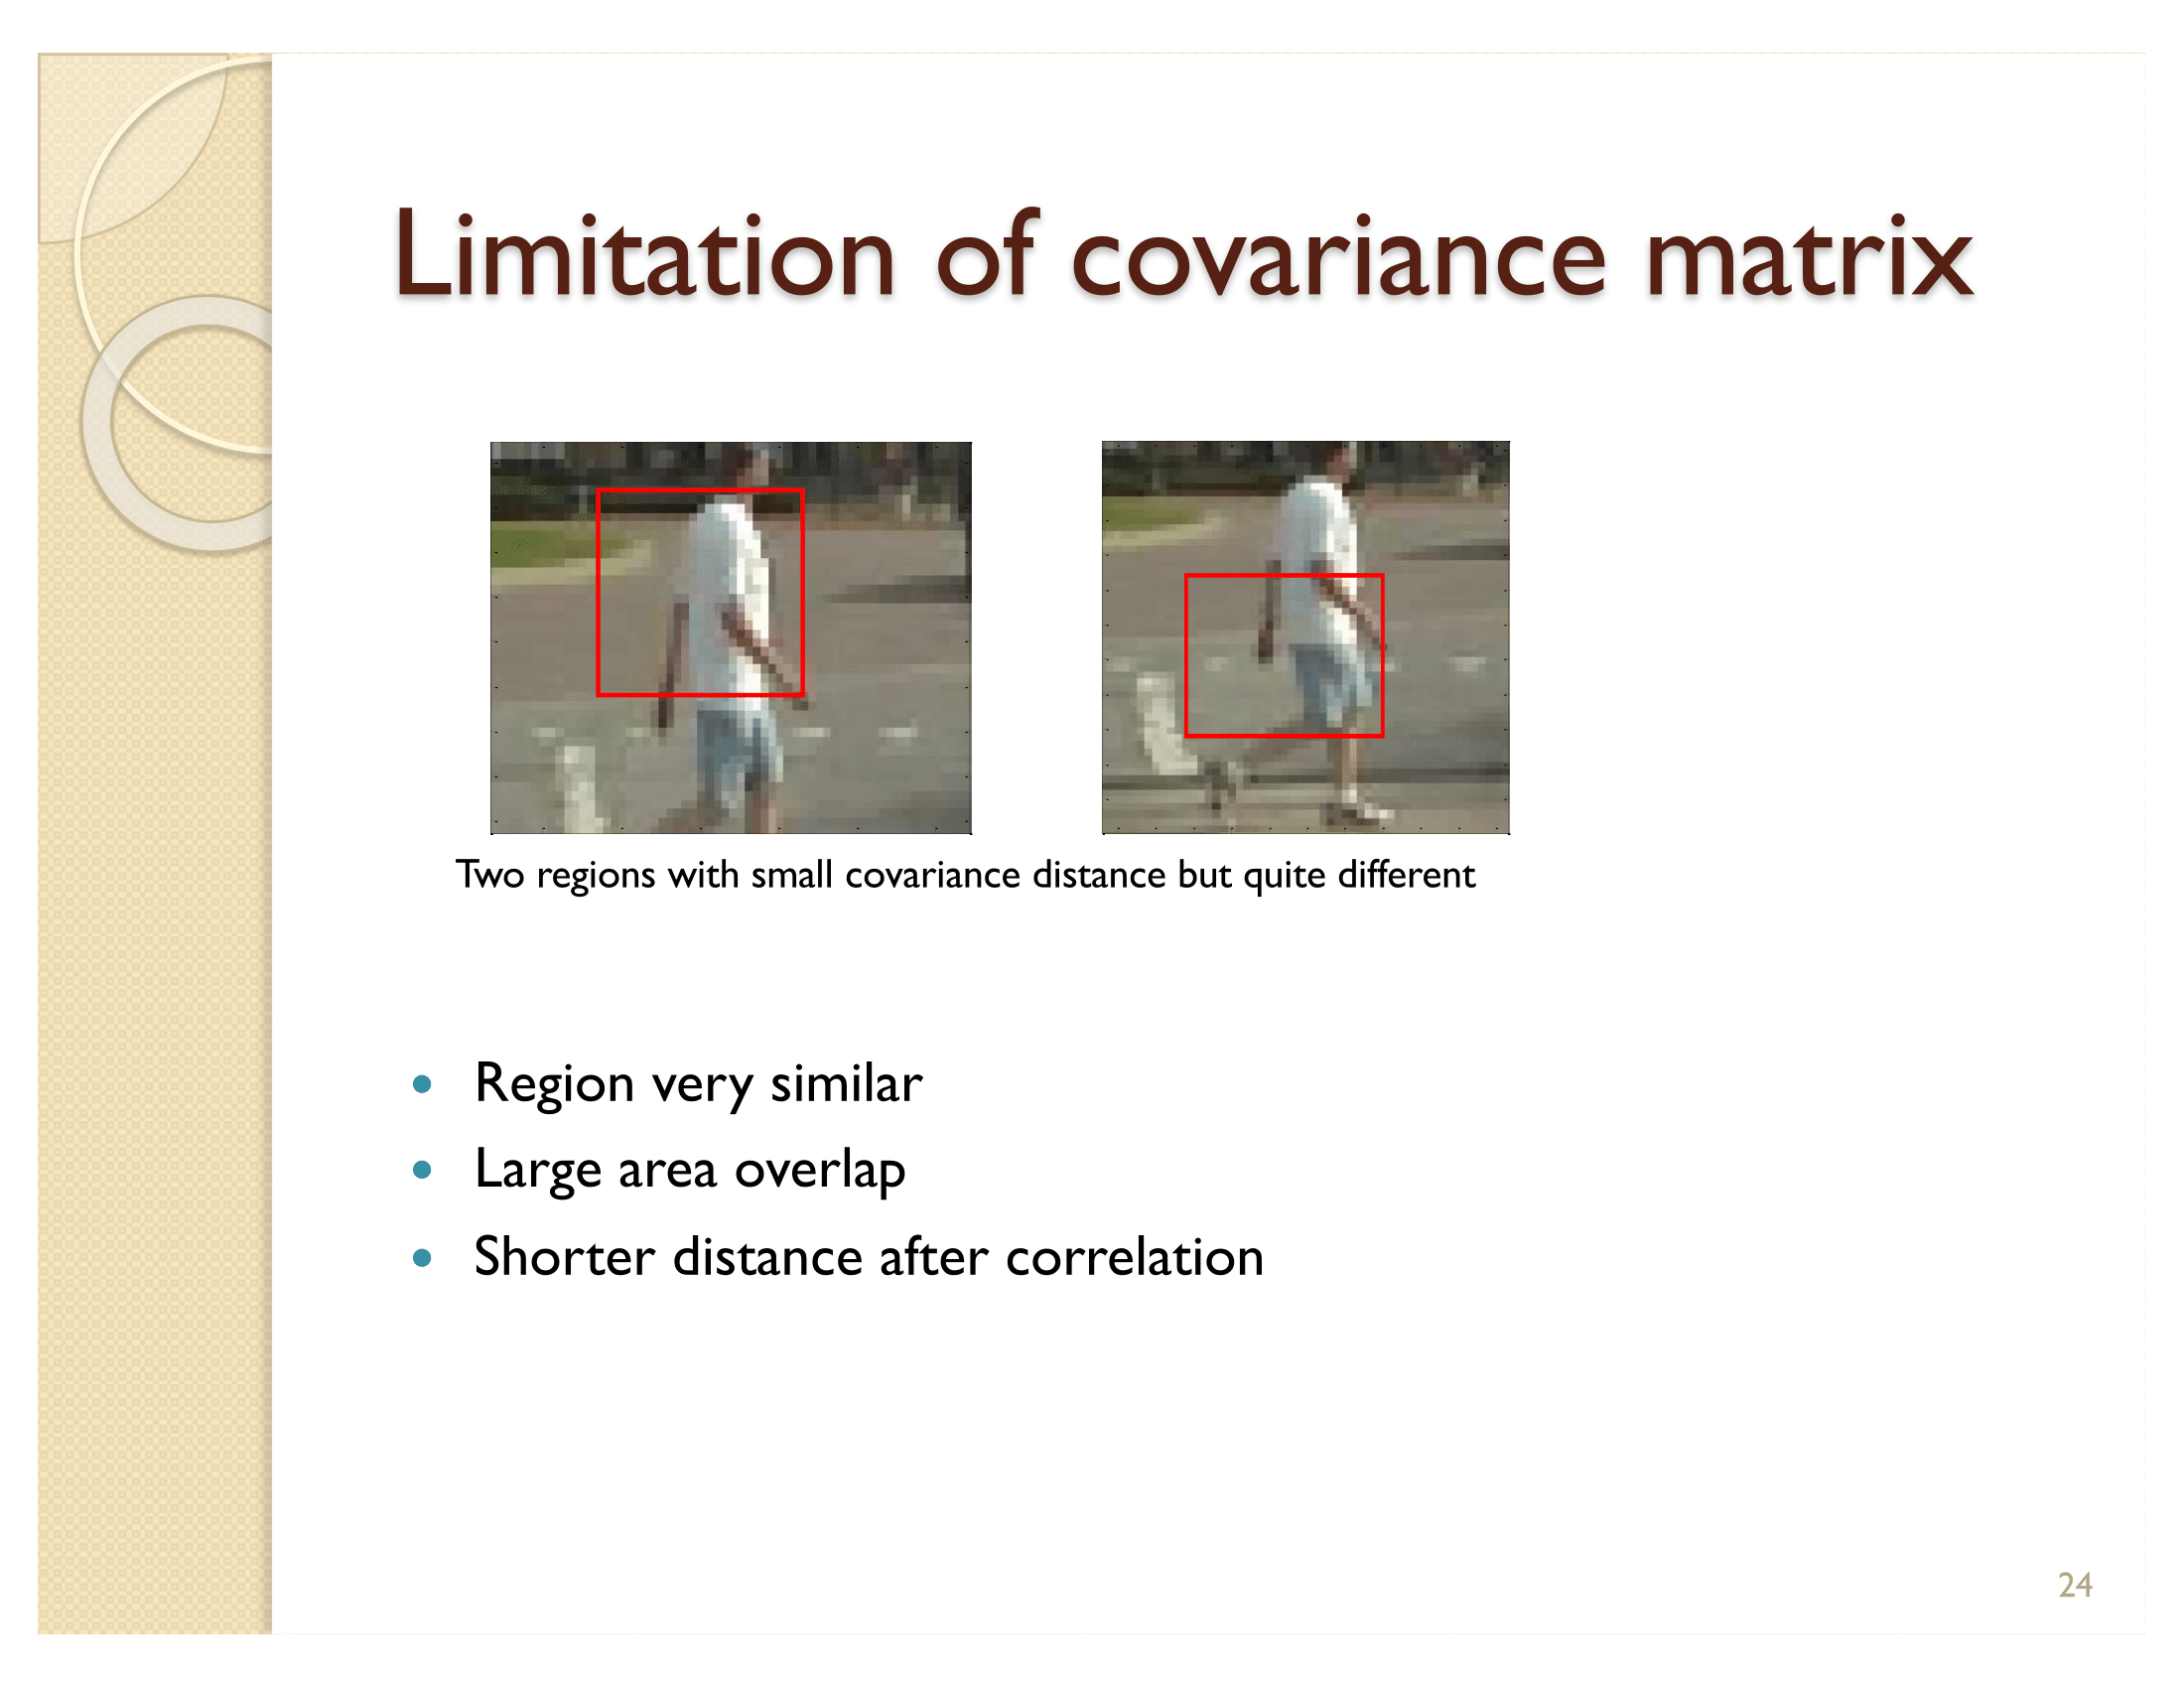 Limitation of covariance matrix
Two regions with small covariance distance but quite different
Region very similar
Large area overlap
Shorter distance after correlation
24